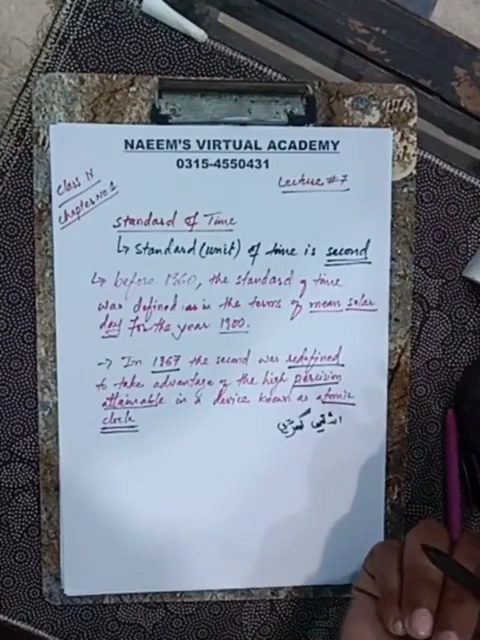 NAEEM'S VIRTUAL ACADEMY
0315-4550431
Lecture #7
Class IX
Chapter No 1
Standard of Time
↳ Standard (unit) of time is second
↳ before 1960, the standard of time
was defined as in the terms of mean solar
day for the year 1900.
→ In 1967 the second was redefined
to take advantage of the high percision
attainable in a device known as atomic
clock